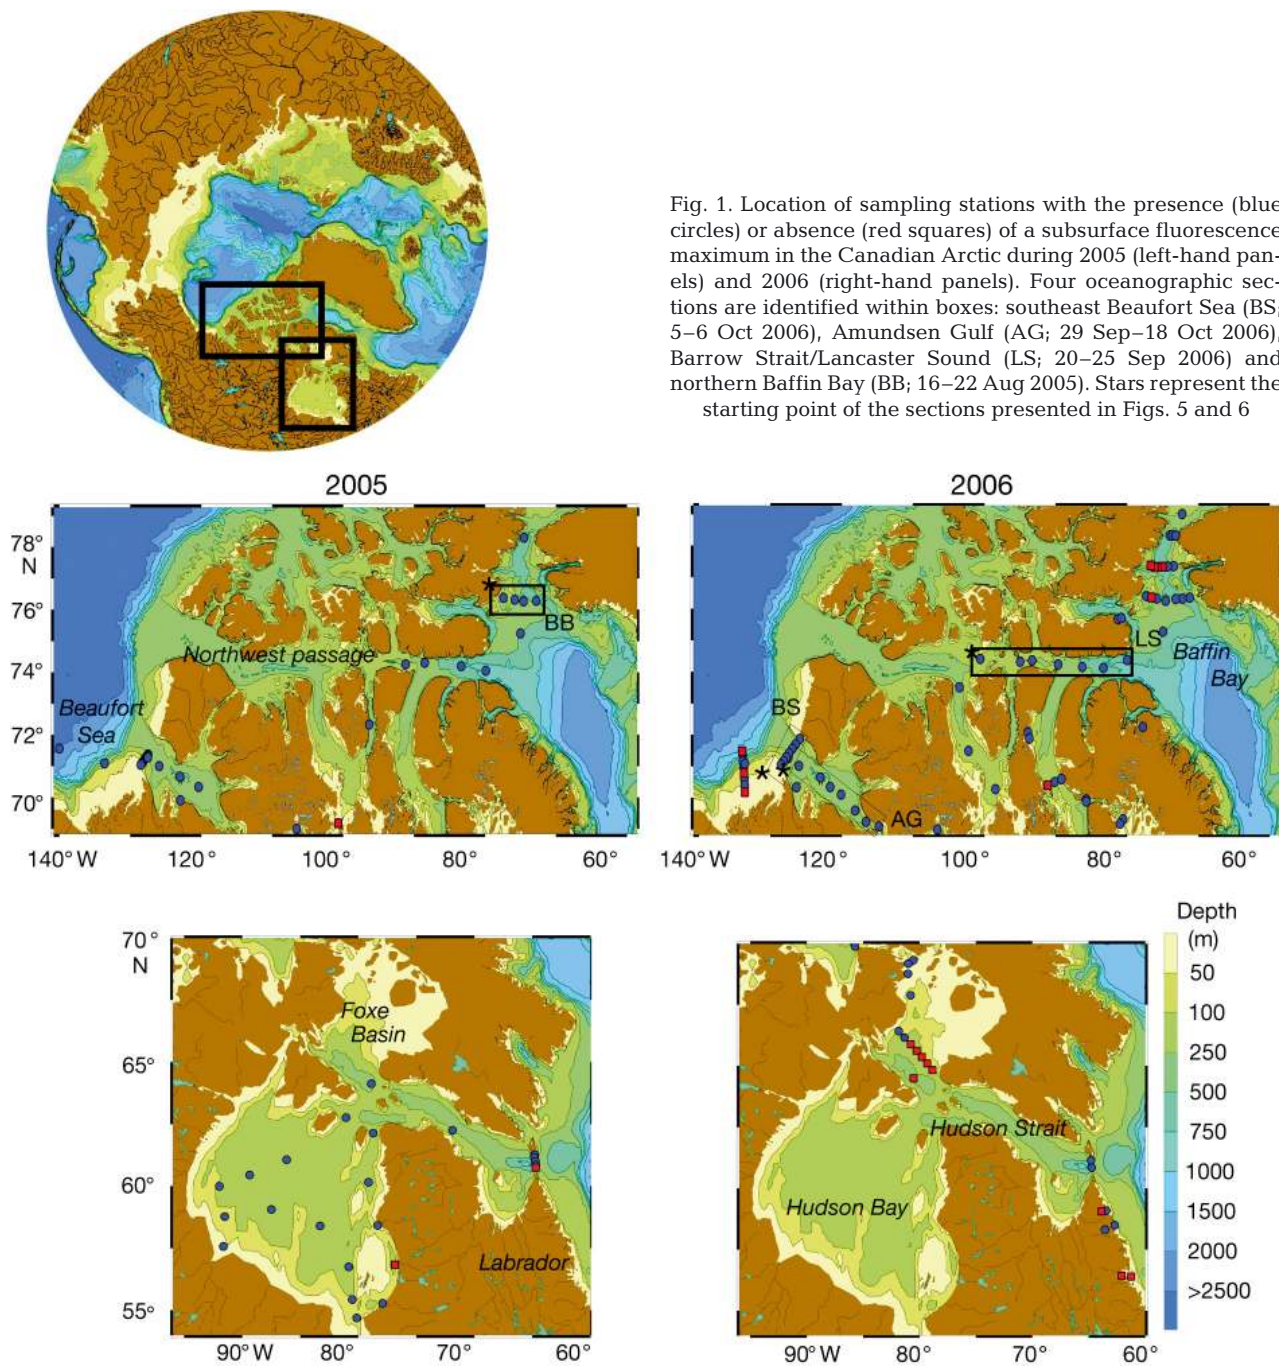 Fig. 1. Location of sampling stations with the presence (blue
circles) or absence (red squares) of a subsurface fluorescence
maximum in the Canadian Arctic during 2005 (left-hand pan-
els) and 2006 (right-hand panels). Four oceanographic sec-
tions are identified within boxes: southeast Beaufort Sea (BS;
5–6 Oct 2006), Amundsen Gulf (AG; 29 Sep–18 Oct 2006),
Barrow Strait/Lancaster Sound (LS; 20–25 Sep 2006) and
northern Baffin Bay (BB; 16–22 Aug 2005). Stars represent the
starting point of the sections presented in Figs. 5 and 6
2005
78°
N
76°
74°
72°
70°
BB
Northwest passage
Beaufort
Sea
140°W 120° 100° 80° 60°
2006
LS
Baffin
Bay
BS
AG
140°W 120° 100° 80° 60°
70°
N
65°
60°
55°
Foxe
Basin
Labrador
90°W 80° 70° 60°
Hudson Strait
Hudson Bay
90°W 80° 70° 60°
Depth
(m)
50
100
250
500
750
1000
1500
2000
>2500